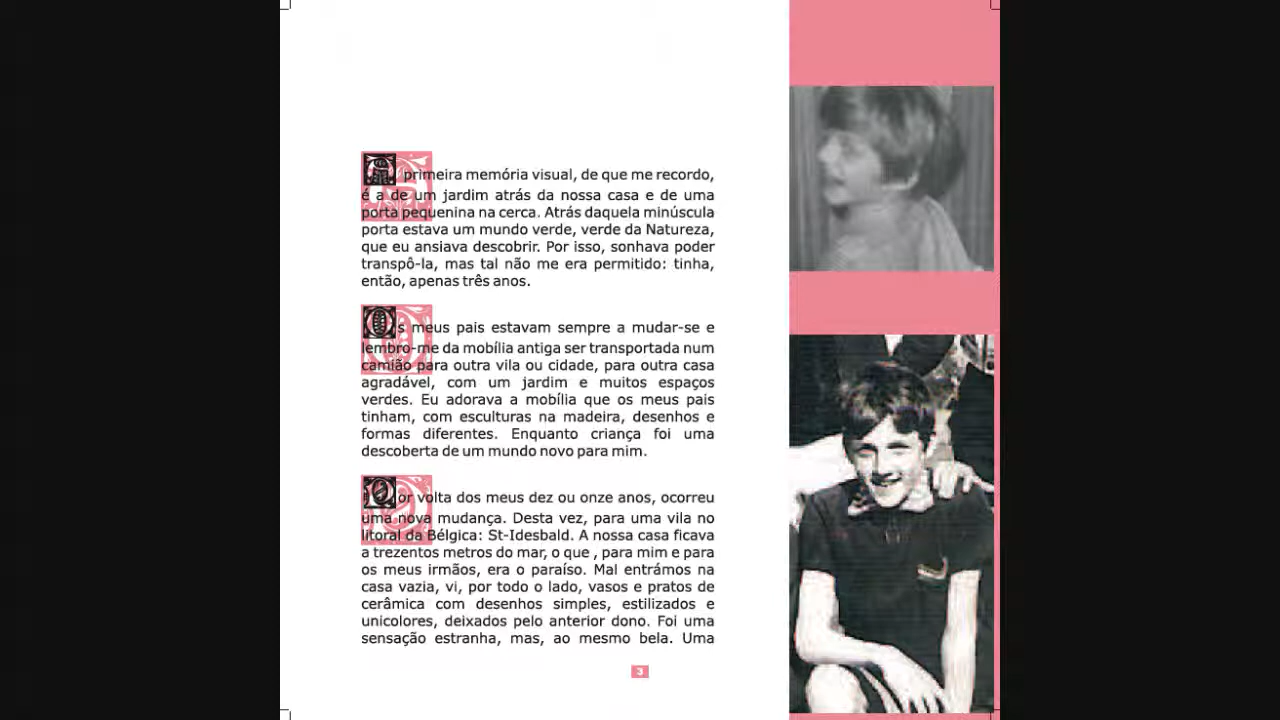 A primeira memória visual, de que me recordo,
é a de um jardim atrás da nossa casa e de uma
porta pequenina na cerca. Atrás daquela minúscula
porta estava um mundo verde, verde da Natureza,
que eu ansiava descobrir. Por isso, sonhava poder
transpô-la, mas tal não me era permitido: tinha,
então, apenas três anos.
Os meus pais estavam sempre a mudar-se e
lembro-me da mobília antiga ser transportada num
camião para outra vila ou cidade, para outra casa
agradável, com um jardim e muitos espaços
verdes. Eu adorava a mobília que os meus pais
tinham, com esculturas na madeira, desenhos e
formas diferentes. Enquanto criança foi uma
descoberta de um mundo novo para mim.
Por volta dos meus dez ou onze anos, ocorreu
uma nova mudança. Desta vez, para uma vila no
litoral da Bélgica: St-Idesbald. A nossa casa ficava
a trezentos metros do mar, o que , para mim e para
os meus irmãos, era o paraíso. Mal entrámos na
casa vazia, vi, por todo o lado, vasos e pratos de
cerâmica com desenhos simples, estilizados e
unicolores, deixados pelo anterior dono. Foi uma
sensação estranha, mas, ao mesmo bela. Uma
3